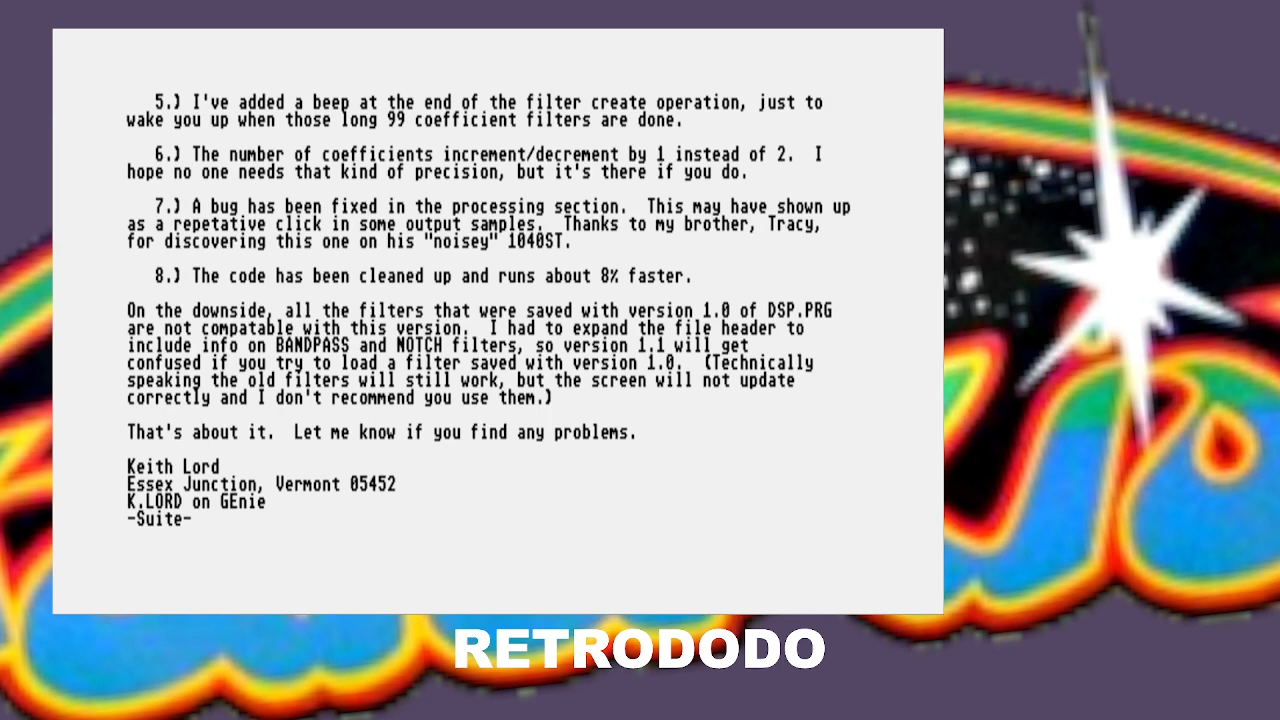 5.) I've added a beep at the end of the filter create operation, just to
wake you up when those long 99 coefficient filters are done.
6.) The number of coefficients increment/decrement by 1 instead of 2.  I
hope no one needs that kind of precision, but it's there if you do.
7.) A bug has been fixed in the processing section.  This may have shown up
as a repetative click in some output samples.  Thanks to my brother, Tracy,
for discovering this one on his "noisey" 1040ST.
8.) The code has been cleaned up and runs about 8% faster.
On the downside, all the filters that were saved with version 1.0 of DSP.PRG
are not compatable with this version.  I had to expand the file header to
include info on BANDPASS and NOTCH filters, so version 1.1 will get
confused if you try to load a filter saved with version 1.0.  (Technically
speaking the old filters will still work, but the screen will not update
correctly and I don't recommend you use them.)
That's about it.  Let me know if you find any problems.
Keith Lord
Essex Junction, Vermont 05452
K.LORD on GEnie
-Suite-
RETRODODO